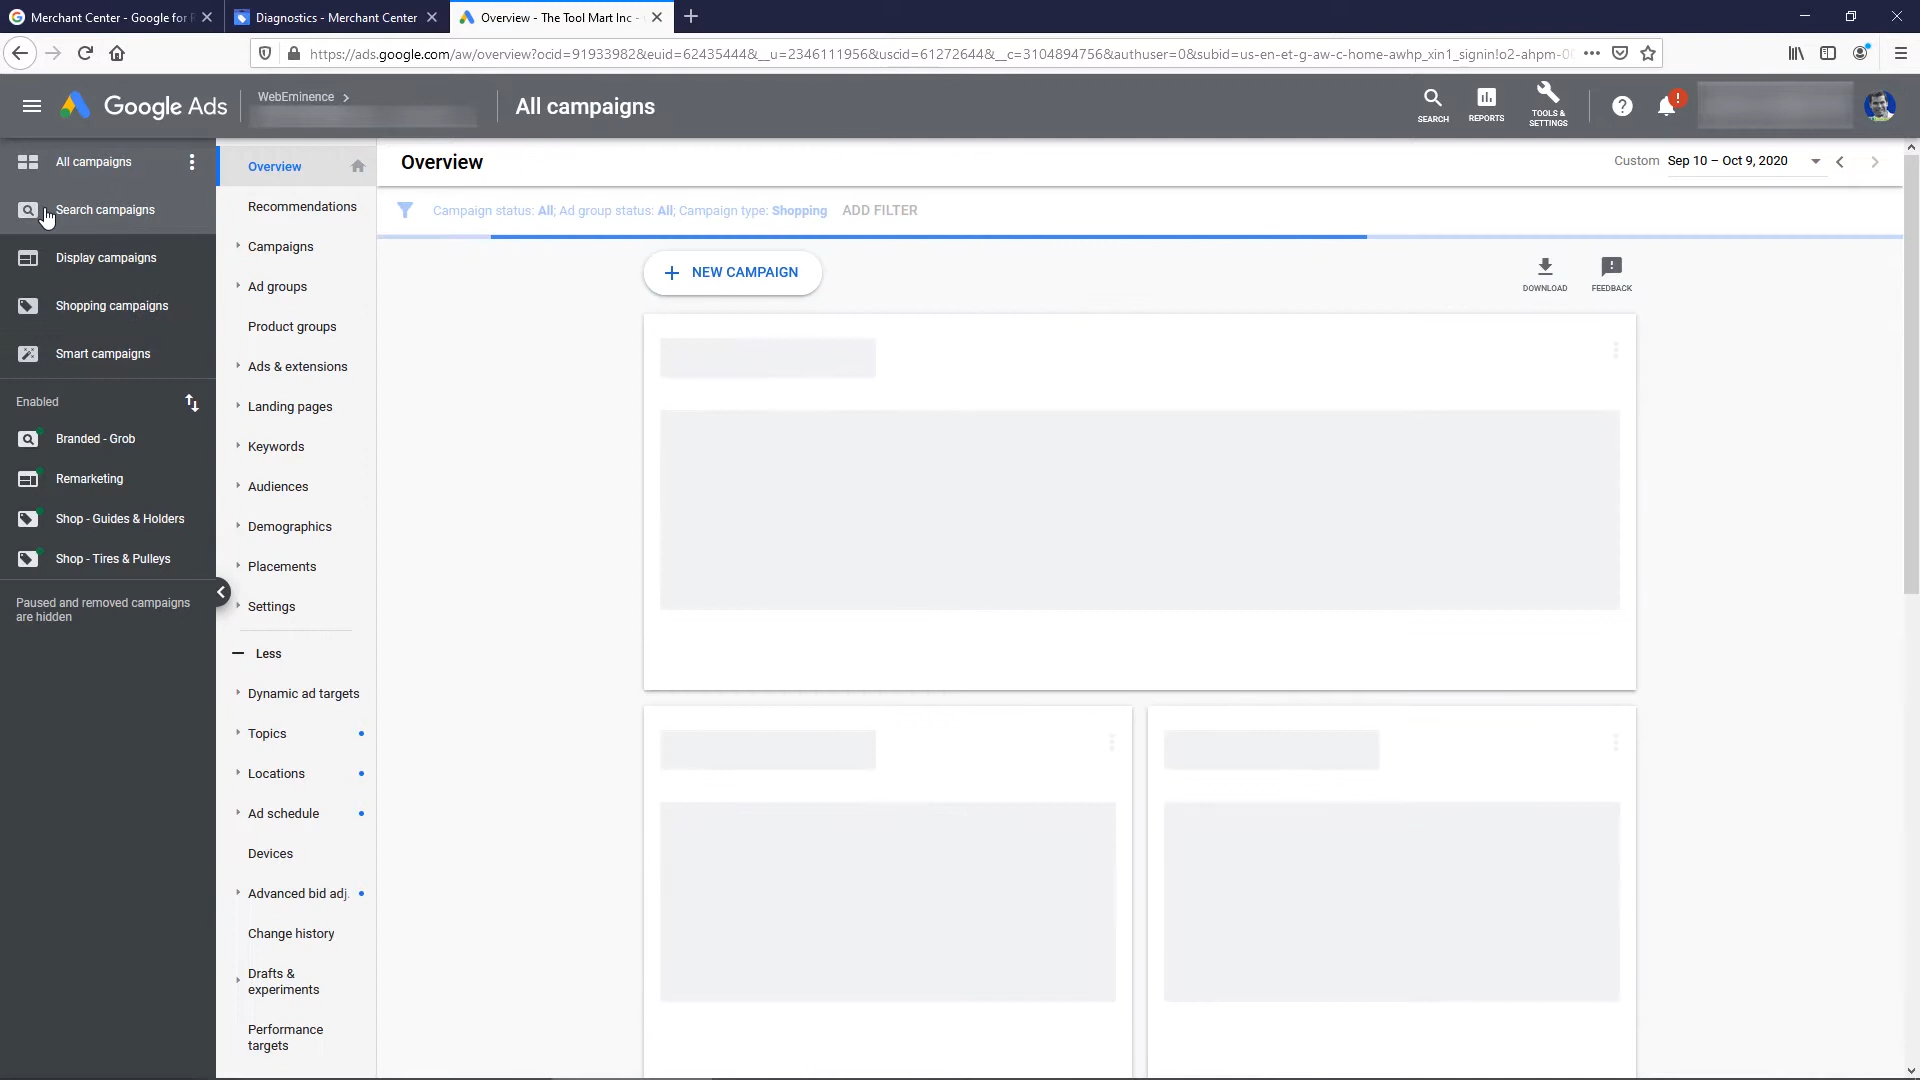 Merchant Center - Google for
Diagnostics - Merchant Center
Overview - The Tool Mart Inc -
https://ads.google.com/aw/overview?ocid=91933982&euid=62435444&__u=2346111956&uscid=61272644&__c=3104894756&authuser=0&subid=us-en-et-g-aw-c-home-awhp_xin1_signin!o2-ahpm-0
Google Ads
WebEminence
All campaigns
SEARCH
REPORTS
TOOLS &
SETTINGS
All campaigns
Search campaigns
Display campaigns
Shopping campaigns
Smart campaigns
Enabled
Branded - Grob
Remarketing
Shop - Guides & Holders
Shop - Tires & Pulleys
Paused and removed campaigns
are hidden
Overview
Recommendations
Campaigns
Ad groups
Product groups
Ads & extensions
Landing pages
Keywords
Audiences
Demographics
Placements
Settings
Less
Dynamic ad targets
Topics
Locations
Ad schedule
Devices
Advanced bid adj.
Change history
Drafts &
experiments
Performance
targets
Overview
Custom Sep 10 – Oct 9, 2020
Campaign status: All; Ad group status: All; Campaign type: Shopping ADD FILTER
NEW CAMPAIGN
DOWNLOAD
FEEDBACK